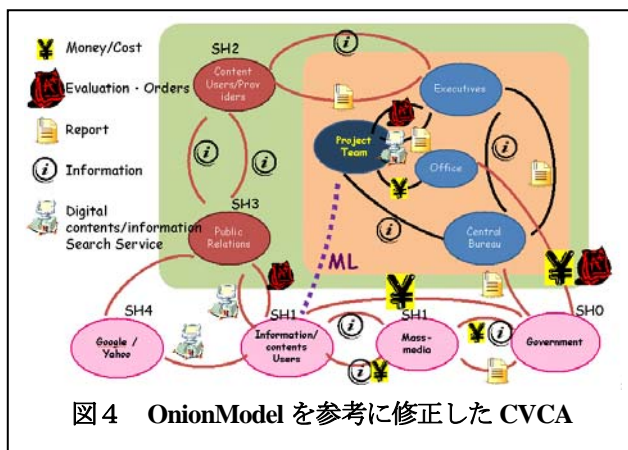 Money/Cost
Evaluation・Orders
Report
Information
Digital
contents/information
Search Service
SH2
Content
Users/Pro
viders
Executives
Project
Team
Office
SH3
Public
Relations
Central
Bureau
ML
SH4
SH1
SH1
SH0
Google /
Yahoo
Information/
contents
Users
Mass-
media
Government
図４ OnionModel を参考に修正した CVCA